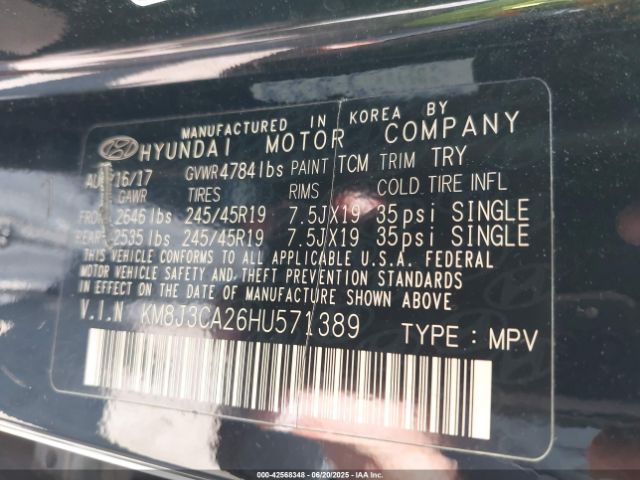 MANUFACTURED IN KOREA BY
HYUNDAI MOTOR COMPANY
16/17 GVWR4784lbs PAINT TCM TRIM TRY
GAWR TIRES RIMS COLD TIRE INFL
2646lbs 245/45R19 7.5JX19 35psi SINGLE
REAR 2535lbs 245/45R19 7.5JX19 35psi SINGLE
THIS VEHICLE CONFORMS TO ALL APPLICABLE U.S.A. FEDERAL
MOTOR VEHICLE SAFETY AND THEFT PREVENTION STANDARDS
IN EFFECT ON THE DATE OF MANUFACTURE SHOWN ABOVE.
V.I.N KM8J3CA26HU571389 TYPE : MPV
000-42568348 - 06/20/2025 - IAAI.COM